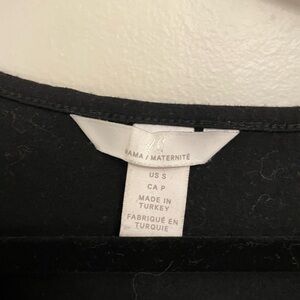 MAMA / MATERNITÉ
US S
CA P
MADE IN
TURKEY
FABRIQUÉ EN
TURQUIE